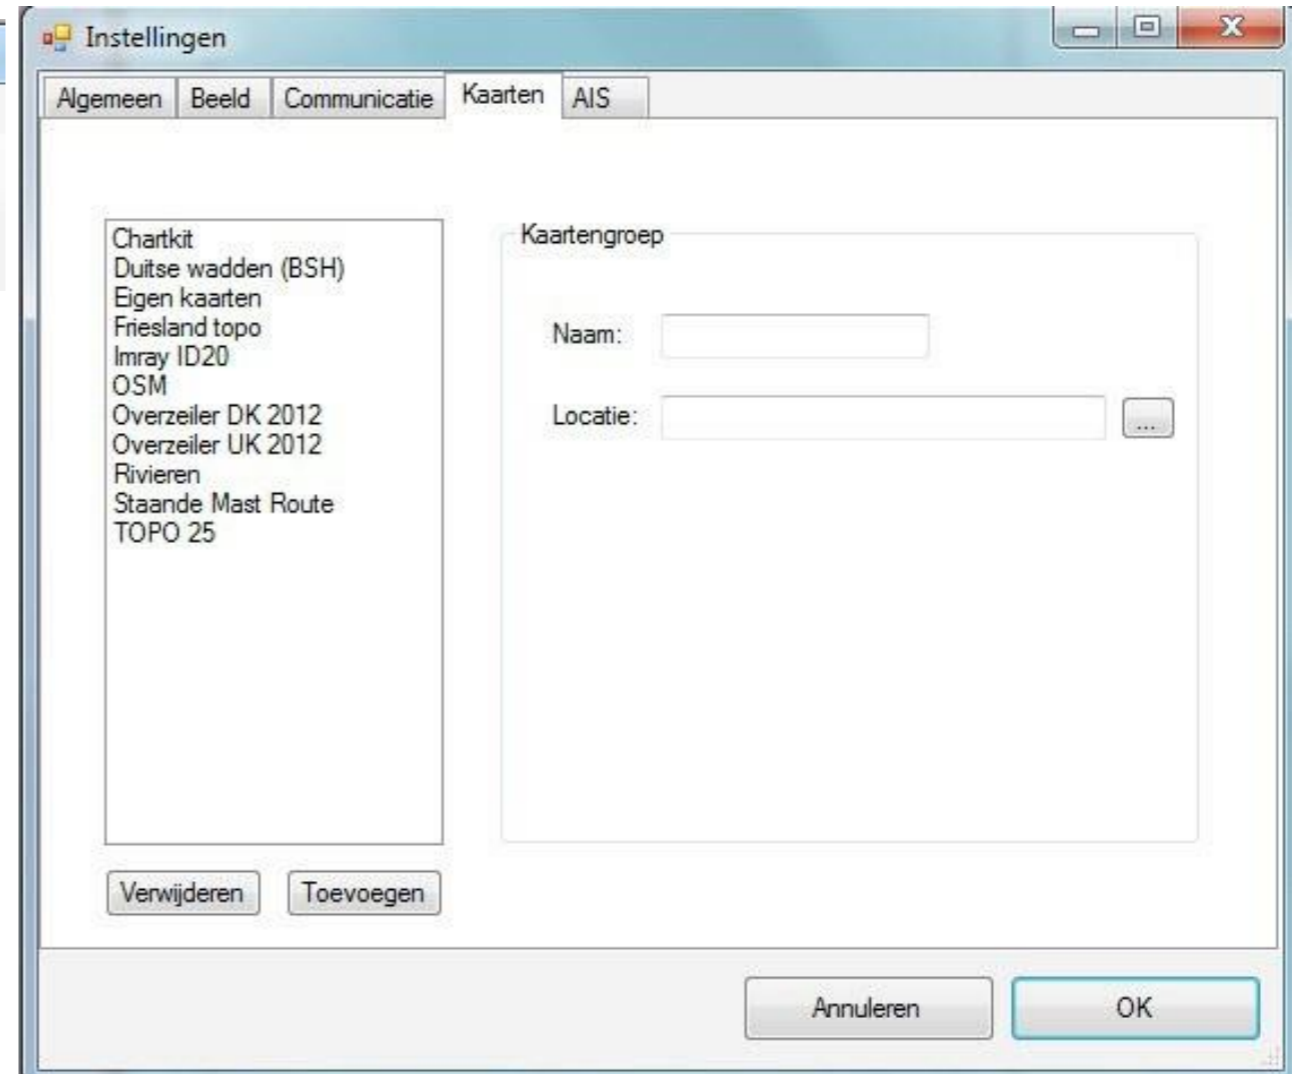 Instellingen
Algemeen Beeld Communicatie Kaarten AIS
Chartkit
Duitse wadden (BSH)
Eigen kaarten
Friesland topo
Imray ID20
OSM
Overzeiler DK 2012
Overzeiler UK 2012
Rivieren
Staande Mast Route
TOPO 25
Verwijderen Toevoegen
Kaartengroep
Naam:
Locatie: ...
Annuleren OK